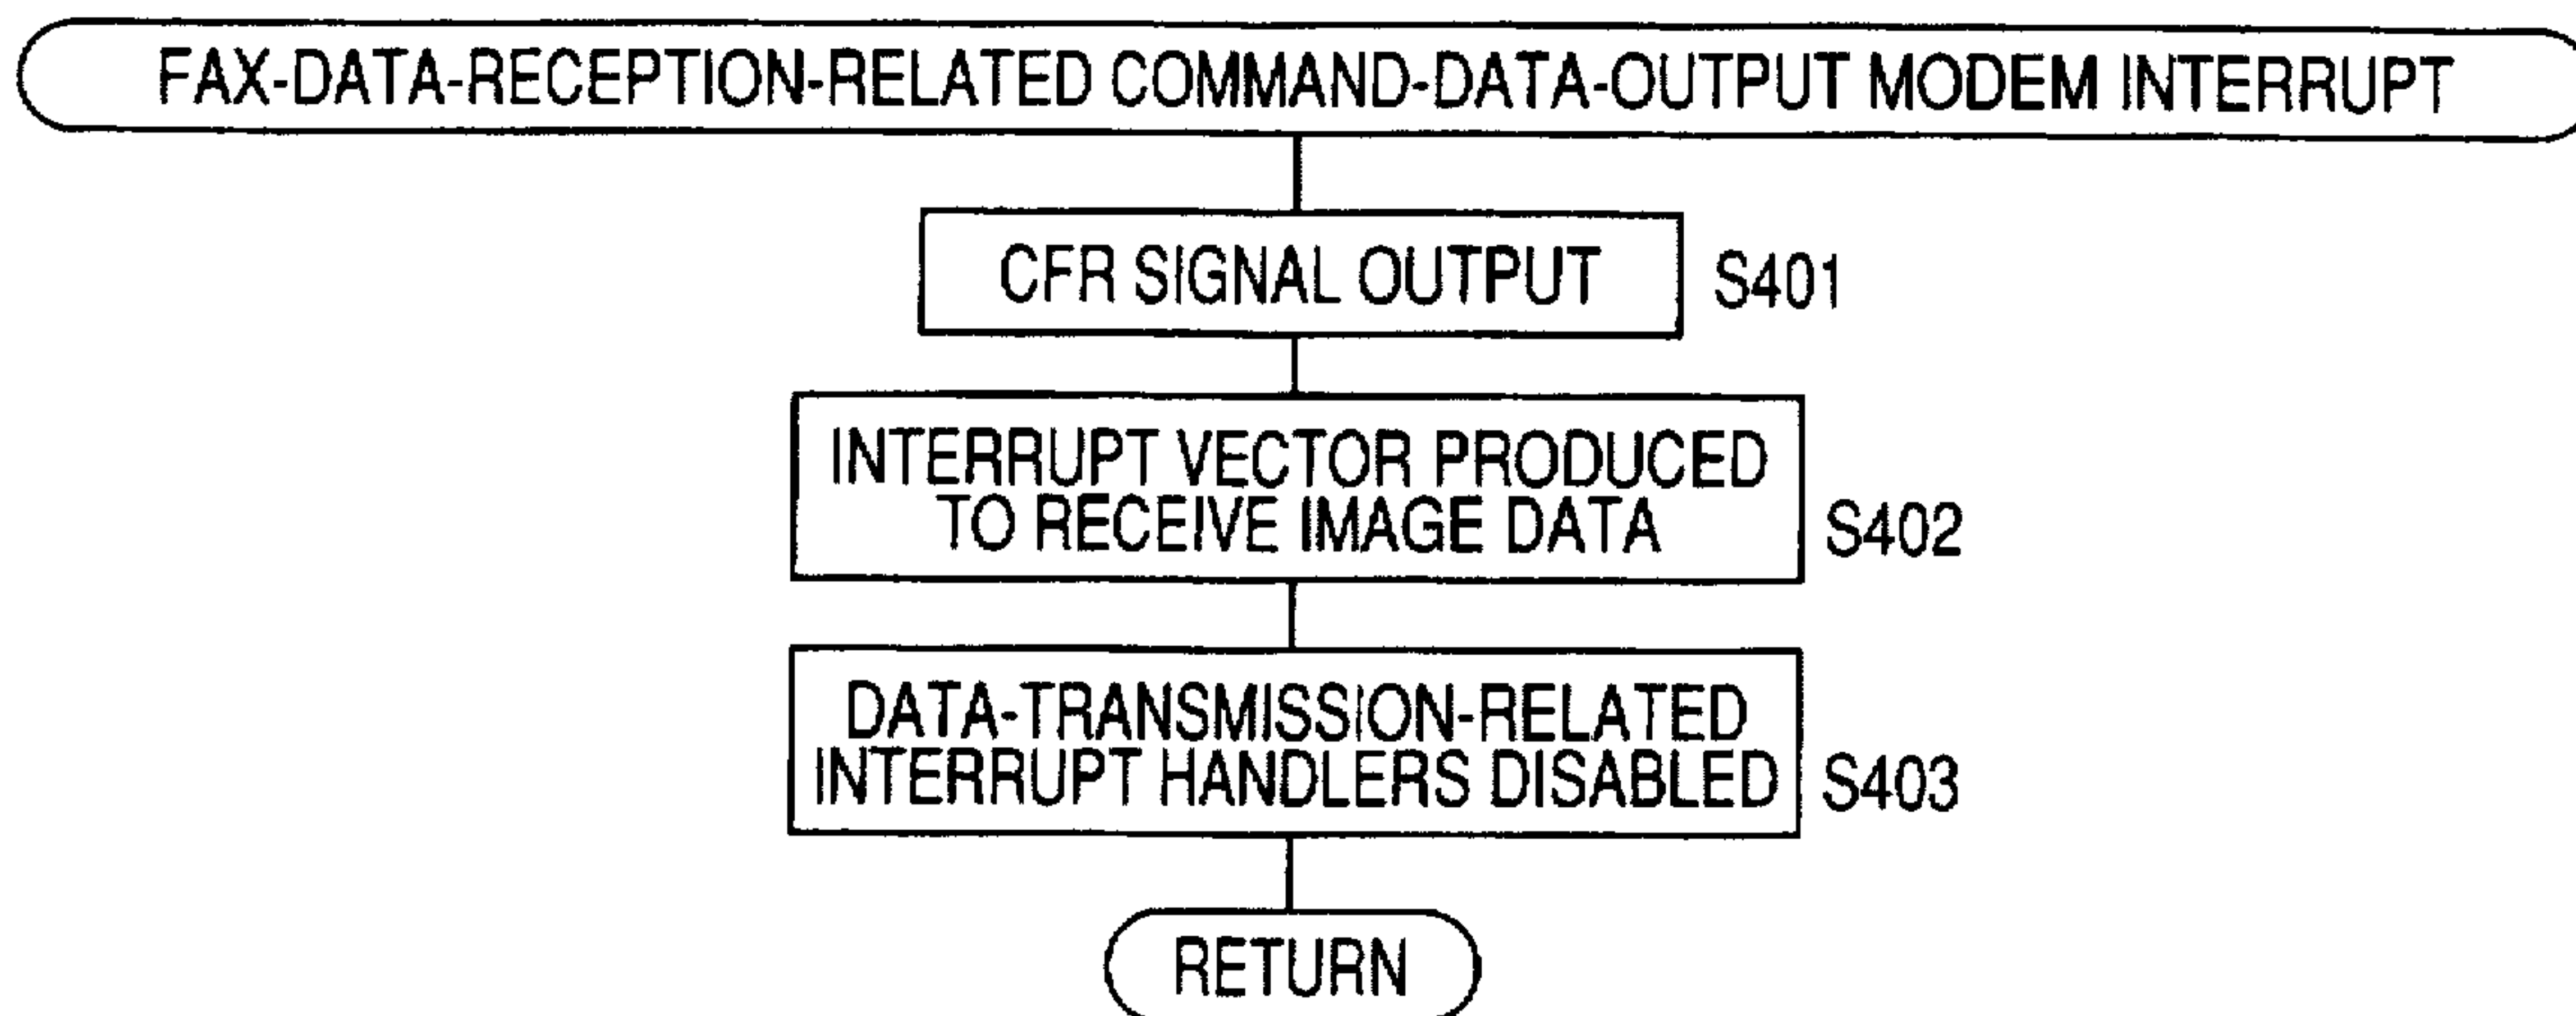 FAX-DATA-RECEPTION-RELATED COMMAND-DATA-OUTPUT MODEM INTERRUPT
CFR SIGNAL OUTPUT
S401
INTERRUPT VECTOR PRODUCED
TO RECEIVE IMAGE DATA
S402
DATA-TRANSMISSION-RELATED
INTERRUPT HANDLERS DISABLED
S403
RETURN